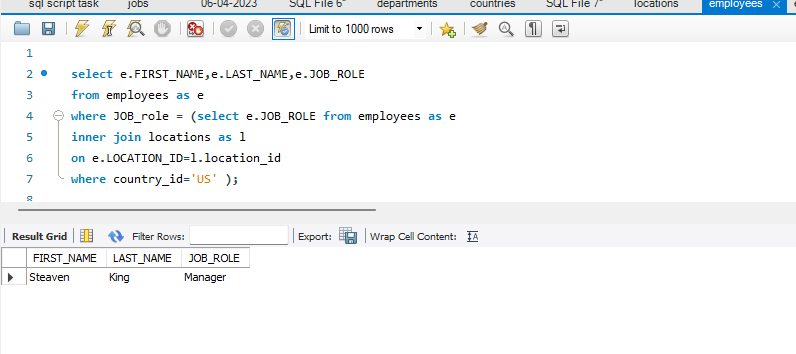 sql script task jobs 06-04-2023 SQL File 6* departments countries SQL File 7* locations employees
Limit to 1000 rows
1
2 select e.FIRST_NAME,e.LAST_NAME,e.JOB_ROLE
3 from employees as e
4 where JOB_role = (select e.JOB_ROLE from employees as e
5 inner join locations as l
6 on e.LOCATION_ID=l.location_id
7 where country_id='US' );
8
Result Grid Filter Rows: Export: Wrap Cell Content:
FIRST_NAME LAST_NAME JOB_ROLE
Steaven King Manager